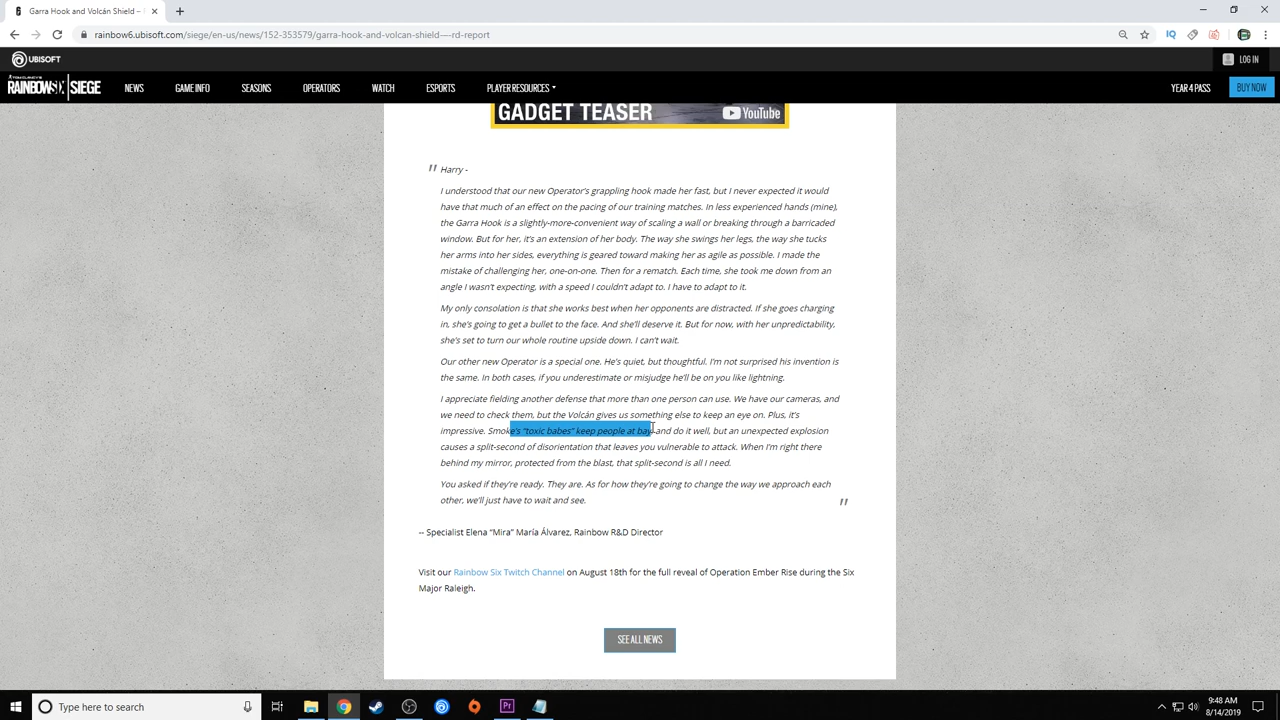 Garra Hook and Volcán Shield –
rainbow6.ubisoft.com/siege/en-us/news/152-353579/garra-hook-and-volcan-shield-—rd-report
UBISOFT
LOG IN
TOM CLANCY'S
RAINBOWSIX SIEGE
NEWS
GAME INFO
SEASONS
OPERATORS
WATCH
ESPORTS
PLAYER RESOURCES
YEAR 4 PASS
BUY NOW
GADGET TEASER
YouTube
" Harry -
I understood that our new Operator's grappling hook made her fast, but I never expected it would
have that much of an effect on the pacing of our training matches. In less experienced hands (mine),
the Garra Hook is a slightly-more-convenient way of scaling a wall or breaking through a barricaded
window. But for her, it's an extension of her body. The way she swings her legs, the way she tucks
her arms into her sides, everything is geared toward making her as agile as possible. I made the
mistake of challenging her, one-on-one. Then for a rematch. Each time, she took me down from an
angle I wasn't expecting, with a speed I couldn't adapt to. I have to adapt to it.
My only consolation is that she works best when her opponents are distracted. If she goes charging
in, she's going to get a bullet to the face. And she'll deserve it. But for now, with her unpredictability,
she's set to turn our whole routine upside down. I can't wait.
Our other new Operator is a special one. He's quiet, but thoughtful. I'm not surprised his invention is
the same. In both cases, if you underestimate or misjudge he'll be on you like lightning.
I appreciate fielding another defense that more than one person can use. We have our cameras, and
we need to check them, but the Volcán gives us something else to keep an eye on. Plus, it's
impressive. Smoke's "toxic babes" keep people at bay and do it well, but an unexpected explosion
causes a split-second of disorientation that leaves you vulnerable to attack. When I'm right there
behind my mirror, protected from the blast, that split-second is all I need.
You asked if they're ready. They are. As for how they're going to change the way we approach each
other, we'll just have to wait and see. "
-- Specialist Elena "Mira" María Álvarez, Rainbow R&D Director
Visit our Rainbow Six Twitch Channel on August 18th for the full reveal of Operation Ember Rise during the Six
Major Raleigh.
SEE ALL NEWS
Type here to search
9:48 AM
8/14/2019